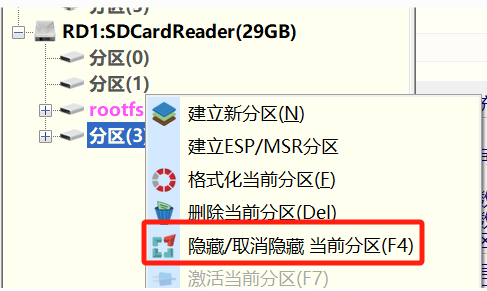 分区(5)
RD1:SDCardReader(29GB)
分区(0)
分区(1)
rootfs
分区(3)
建立新分区(N)
建立ESP/MSR分区
格式化当前分区(F)
删除当前分区(Del)
隐藏/取消隐藏 当前分区(F4)
激活当前分区(F7)